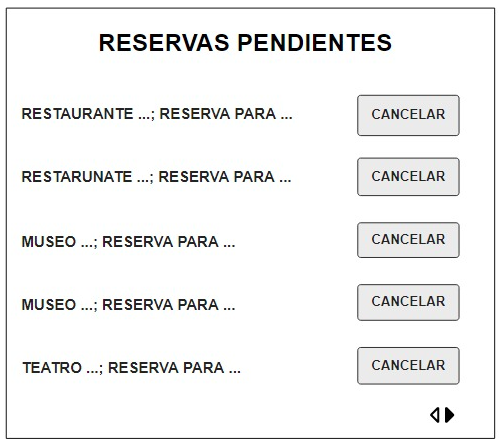 RESERVAS PENDIENTES
RESTAURANTE ...; RESERVA PARA ... CANCELAR
RESTARUNATE ...; RESERVA PARA ... CANCELAR
MUSEO ...; RESERVA PARA ... CANCELAR
MUSEO ...; RESERVA PARA ... CANCELAR
TEATRO ...; RESERVA PARA ... CANCELAR